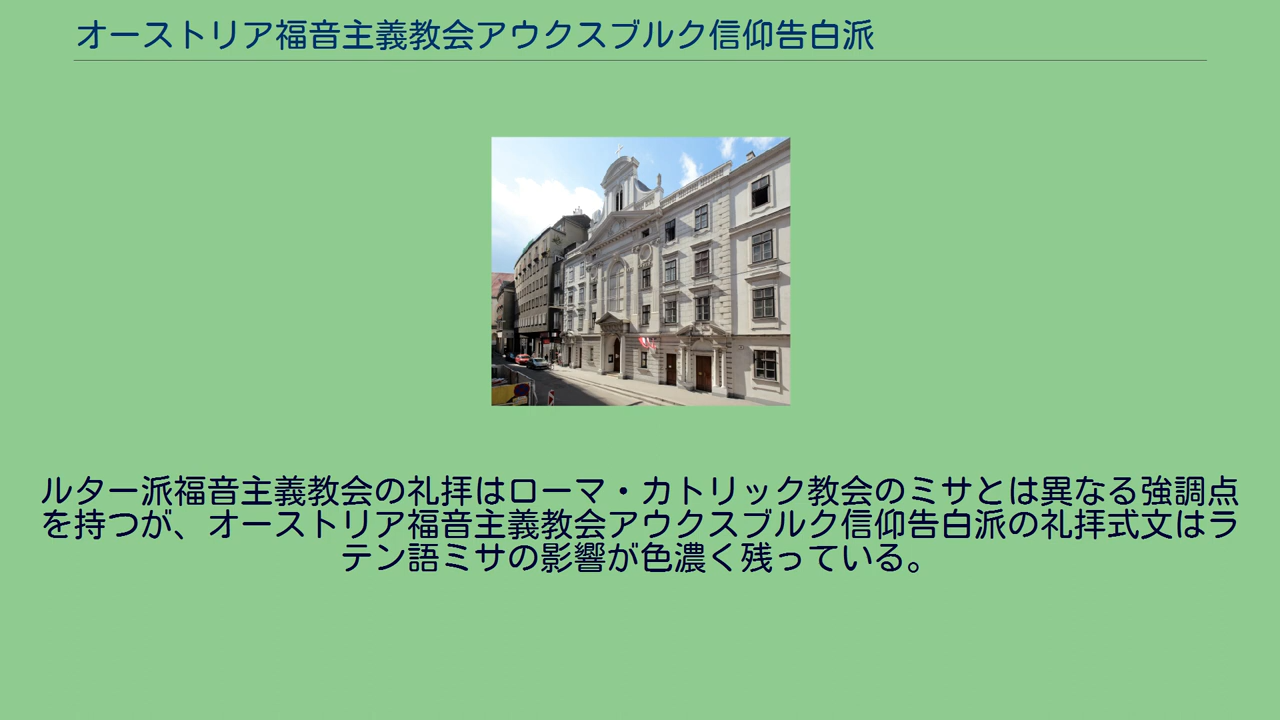 オーストリア福音主義教会アウクスブルク信仰告白派
ルター派福音主義教会の礼拝はローマ・カトリック教会のミサとは異なる強調点
を持つが、オーストリア福音主義教会アウクスブルク信仰告白派の礼拝式文はラ
テン語ミサの影響が色濃く残っている。